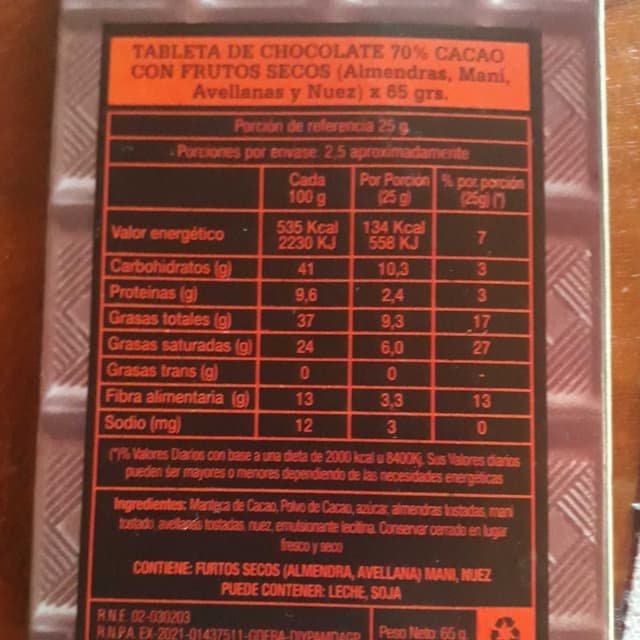 TABLETA DE CHOCOLATE 70% CACAO
CON FRUTOS SECOS (Almendras, Maní,
Avellanas y Nuez) x 65 grs.
Porción de referencia 25 g.
Porciones por envase: 2,5 aproximadamente
Cada 100 g Por Porción (25 g) % por porción (25g) (*)
Valor energético 535 Kcal 2230 KJ 134 Kcal 558 KJ 7
Carbohidratos (g) 41 10,3 3
Proteinas (g) 9,6 2,4 3
Grasas totales (g) 37 9,3 17
Grasas saturadas (g) 24 6,0 27
Grasas trans (g) 0 0 -
Fibra alimentaria (g) 13 3,3 13
Sodio (mg) 12 3 0
(*)% Valores Diarios con base a una dieta de 2000 kcal u 8400Kj. Sus Valores diarios
pueden ser mayores o menores dependiendo de las necesidades energéticas
Ingredientes: Manteca de Cacao, Polvo de Cacao, azúcar, almendras tostadas, maní
tostado, avellanas tostadas, nuez, emulsionante lecitina. Conservar cerrado en lugar
fresco y seco
CONTIENE: FURTOS SECOS (ALMENDRA, AVELLANA) MANI, NUEZ
PUEDE CONTENER: LECHE, SOJA
R.N.E. 02-030203
R.N.P.A. EX-2021-01437511-
Peso Neto: 65 g